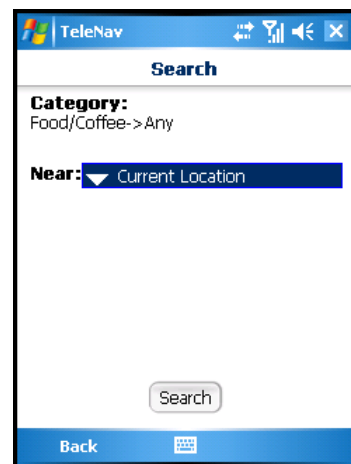 TeleNav
Search
Category:
Food/Coffee->Any
Near: Current Location
Search
Back